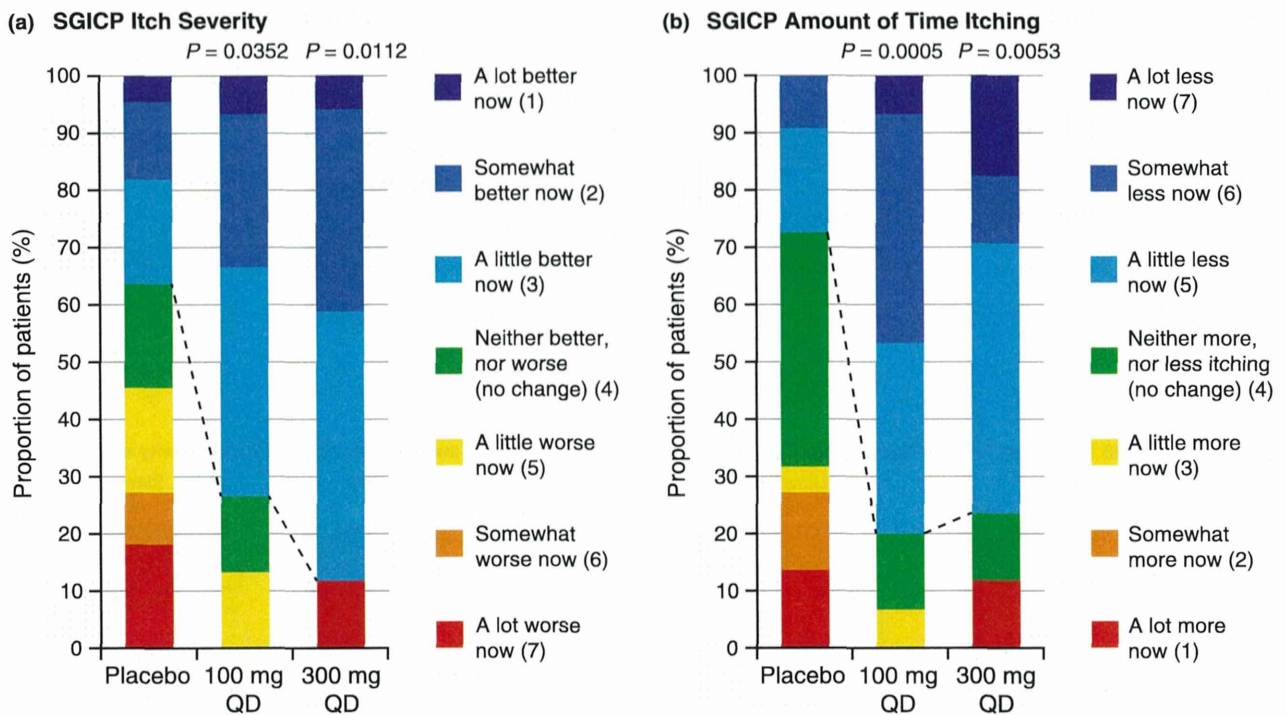 (a) SGICP Itch Severity
P = 0.0352 P = 0.0112
Proportion of patients (%)
100
90
80
70
60
50
40
30
20
10
0
Placebo
100 mg
QD
300 mg
QD
A lot better
now (1)
Somewhat
better now (2)
A little better
now (3)
Neither better,
nor worse
(no change) (4)
A little worse
now (5)
Somewhat
worse now (6)
A lot worse
now (7)
(b) SGICP Amount of Time Itching
P = 0.0005 P = 0.0053
Proportion of patients (%)
100
90
80
70
60
50
40
30
20
10
0
Placebo
100 mg
QD
300 mg
QD
A lot less
now (7)
Somewhat
less now (6)
A little less
now (5)
Neither more,
nor less itching
(no change) (4)
A little more
now (3)
Somewhat
more now (2)
A lot more
now (1)